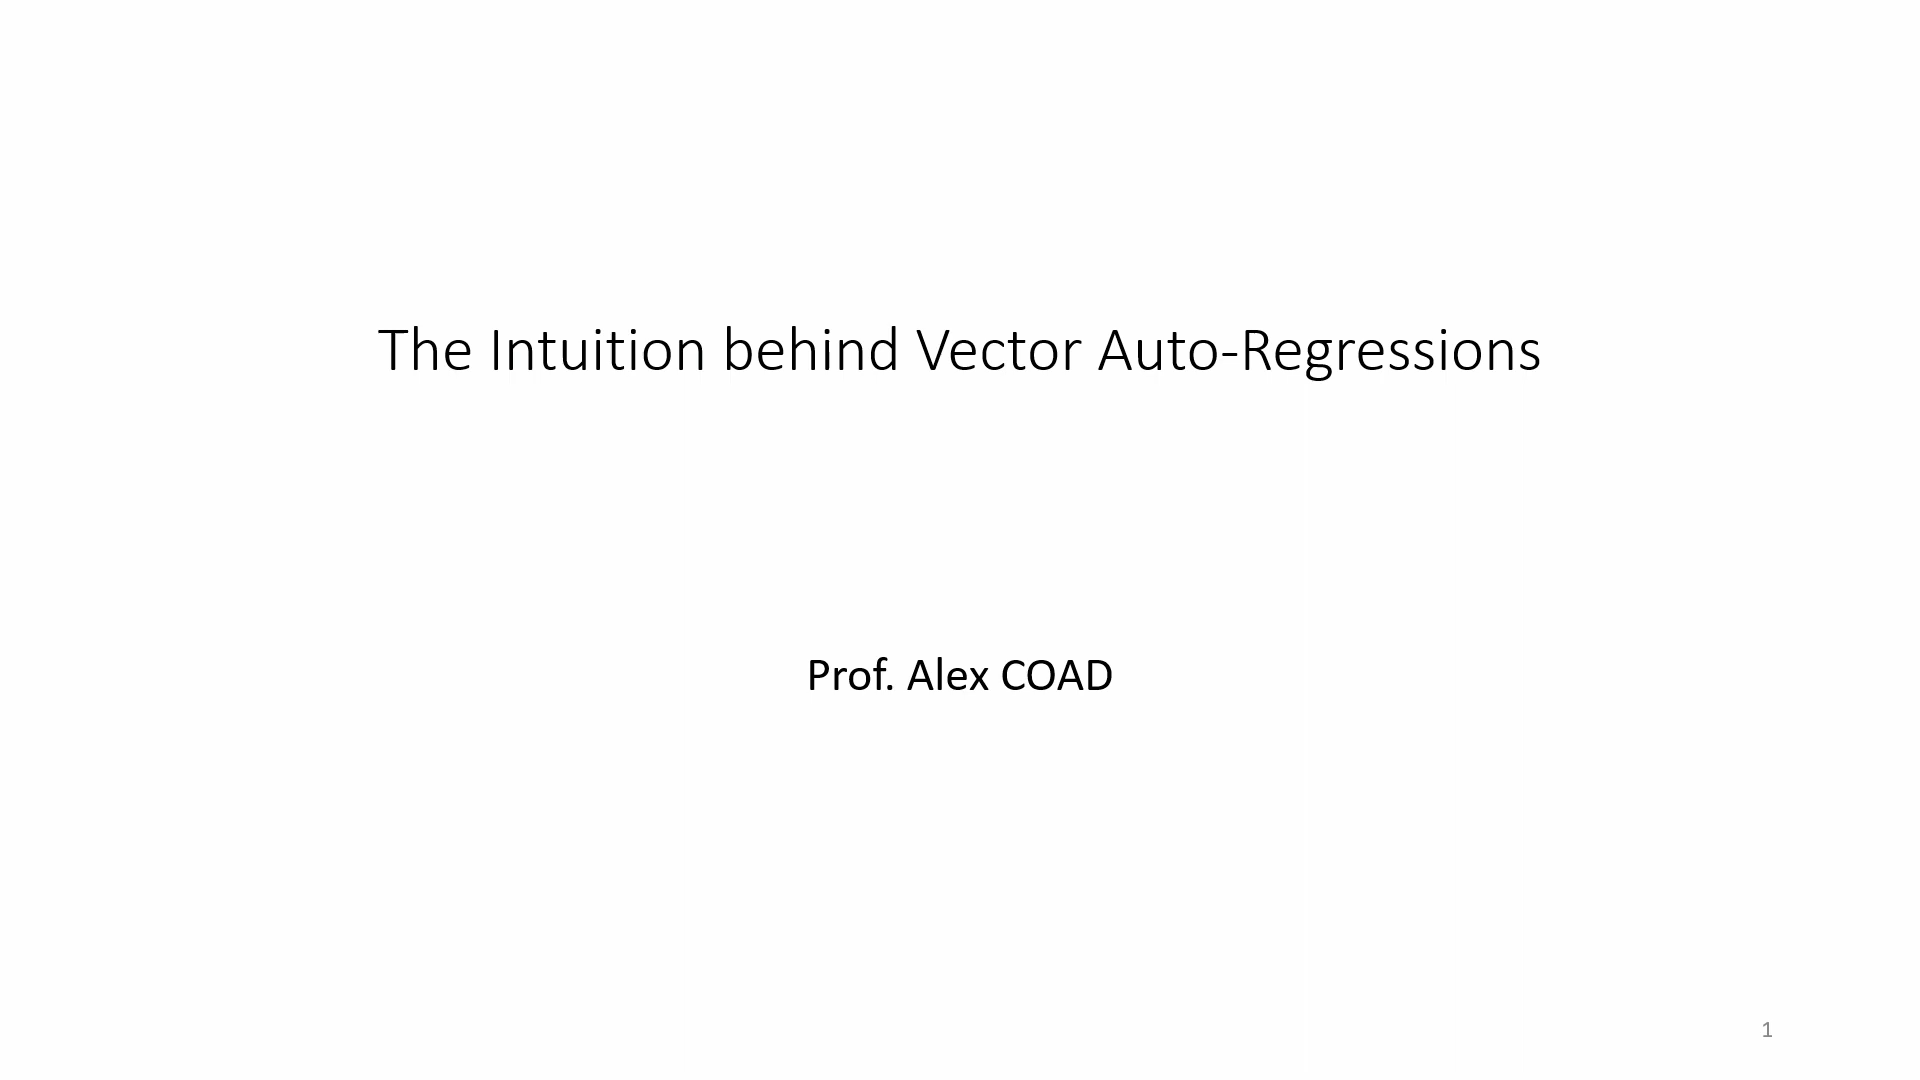 The Intuition behind Vector Auto-Regressions
Prof. Alex COAD
1